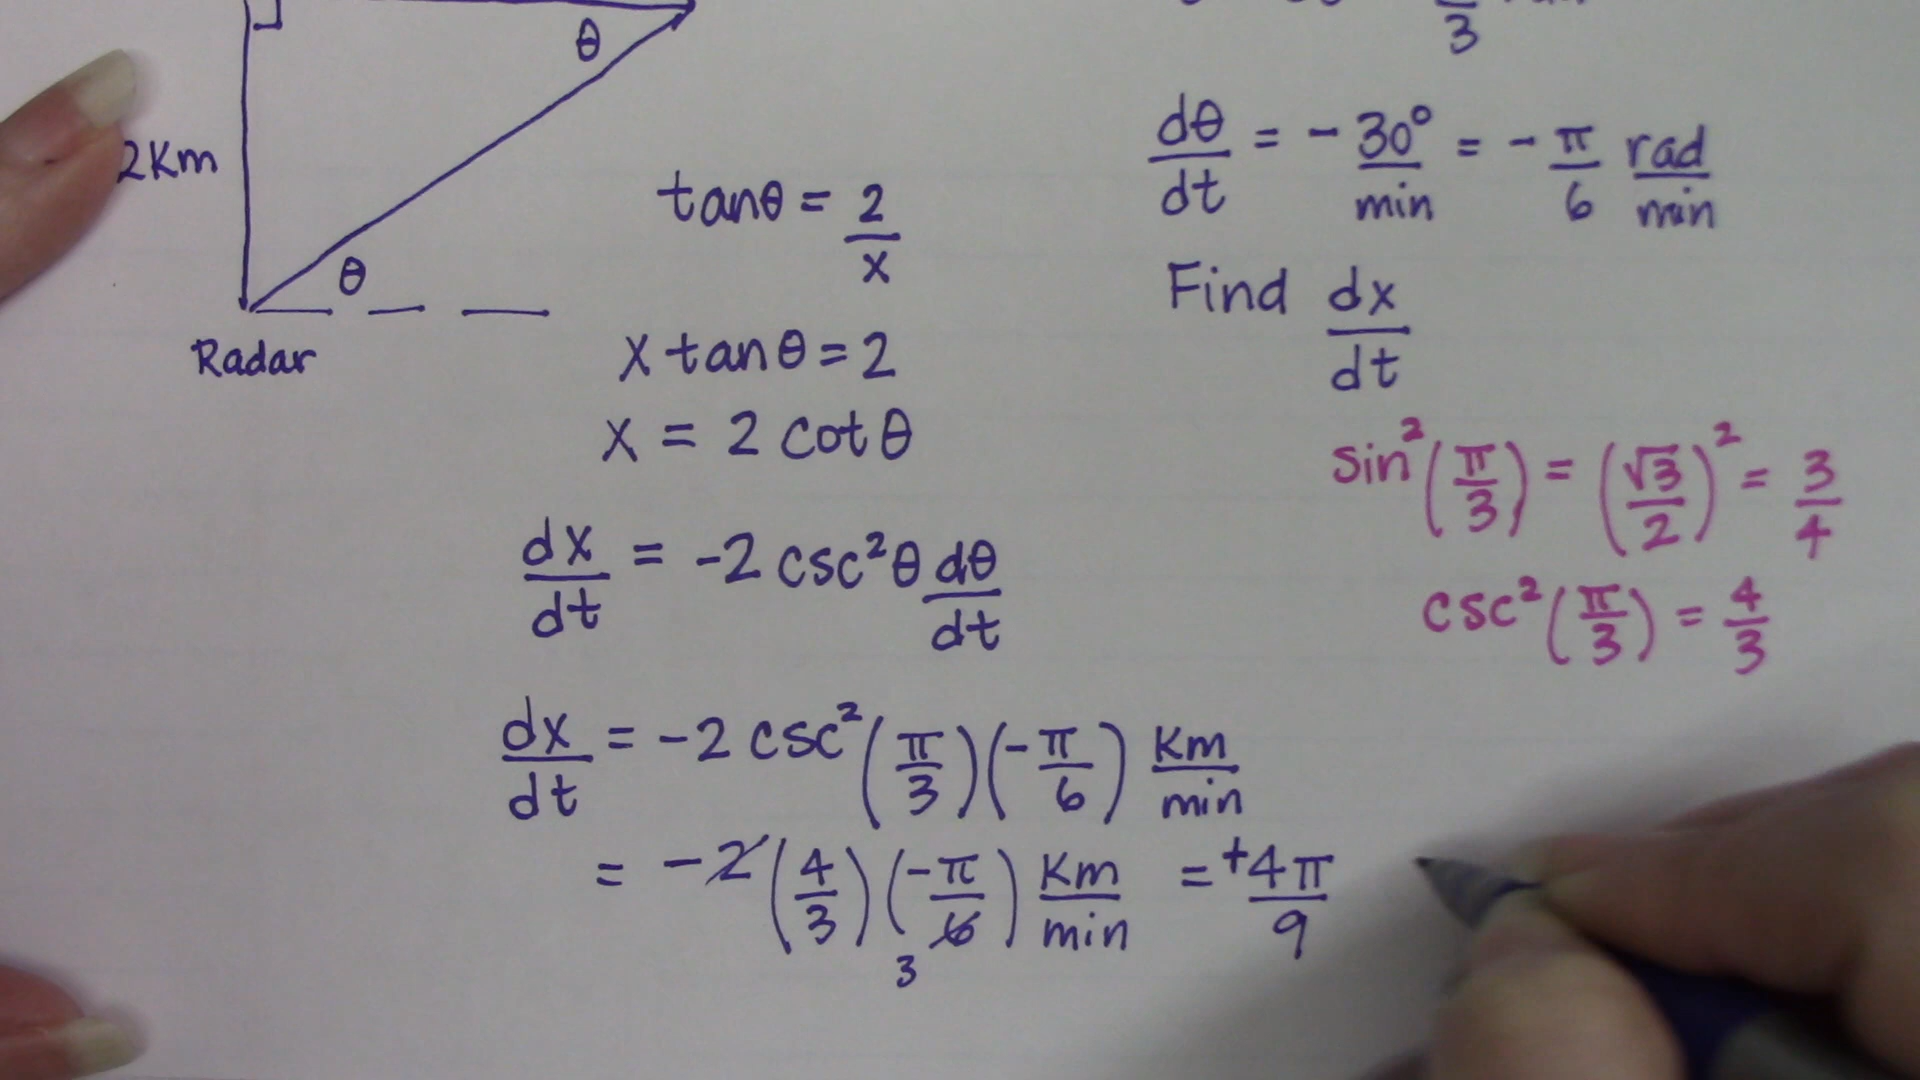 θ
3
2Km
θ
Radar
tanθ = 2/x
x tanθ = 2
x = 2 cot θ
dx/dt = -2 csc²θ dθ/dt
dθ/dt = -30°/min = -π/6 rad/min
Find dx/dt
sin²(π/3) = (√3/2)² = 3/4
csc²(π/3) = 4/3
dx/dt = -2 csc²(π/3)(-π/6) Km/min
= -2(4/3)(-π/6) Km/min = +4π/9
3